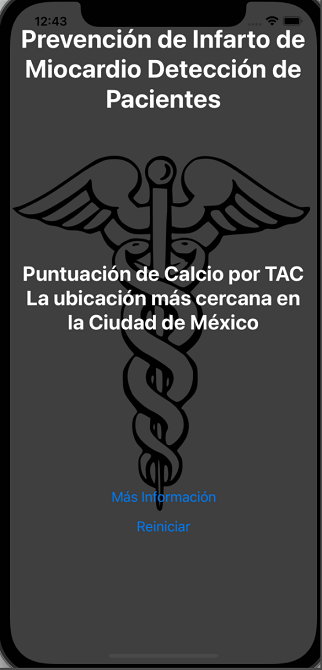 12:43
Prevención de Infarto de
Miocardio Detección de
Pacientes
Puntuación de Calcio por TAC
La ubicación más cercana en
la Ciudad de México
Más Información
Reiniciar